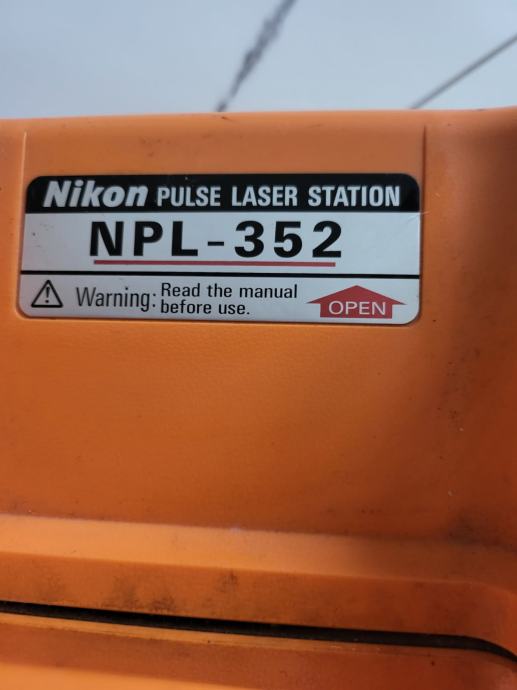 Nikon PULSE LASER STATION
NPL-352
Warning: Read the manual
before use.
OPEN